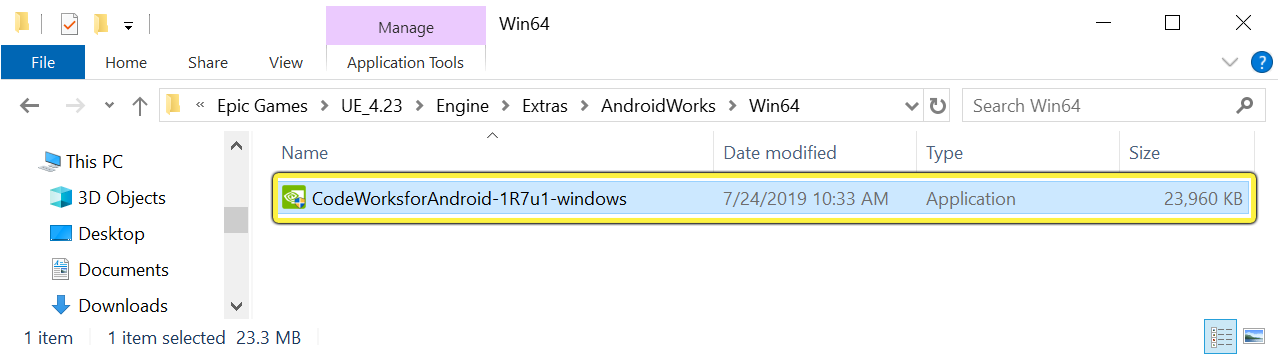 Manage Win64
File Home Share View Application Tools
« Epic Games UE_4.23 Engine Extras AndroidWorks Win64 Search Win64
This PC
3D Objects
Desktop
Documents
Downloads
Name Date modified Type Size
CodeWorksforAndroid-1R7u1-windows 7/24/2019 10:33 AM Application 23,960 KB
1 item 1 item selected 23.3 MB